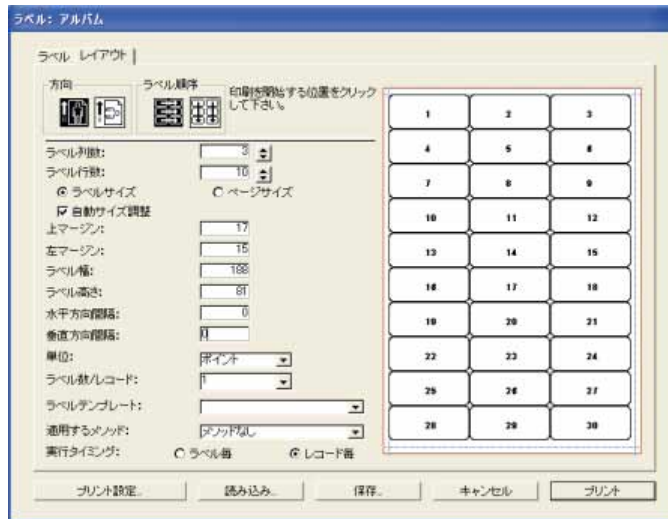 ラベル: アルバム
ラベル レイアウト
方向 ラベル順序
印刷を開始する位置をクリック
して下さい。
ラベル列数: 3
ラベル行数: 10
ラベルサイズ ページサイズ
自動サイズ調整
上マージン: 17
左マージン: 15
ラベル幅: 188
ラベル高さ: 81
水平方向間隔: 0
垂直方向間隔: 0
単位: ポイント
ラベル数/レコード: 1
ラベルテンプレート:
適用するメソッド: メソッドなし
実行タイミング: ラベル毎 レコード毎
1 2 3
4 5 6
7 8 9
10 11 12
13 14 15
16 17 18
19 20 21
22 23 24
25 26 27
28 29 30
プリント設定... 読み込み... 保存... キャンセル プリント